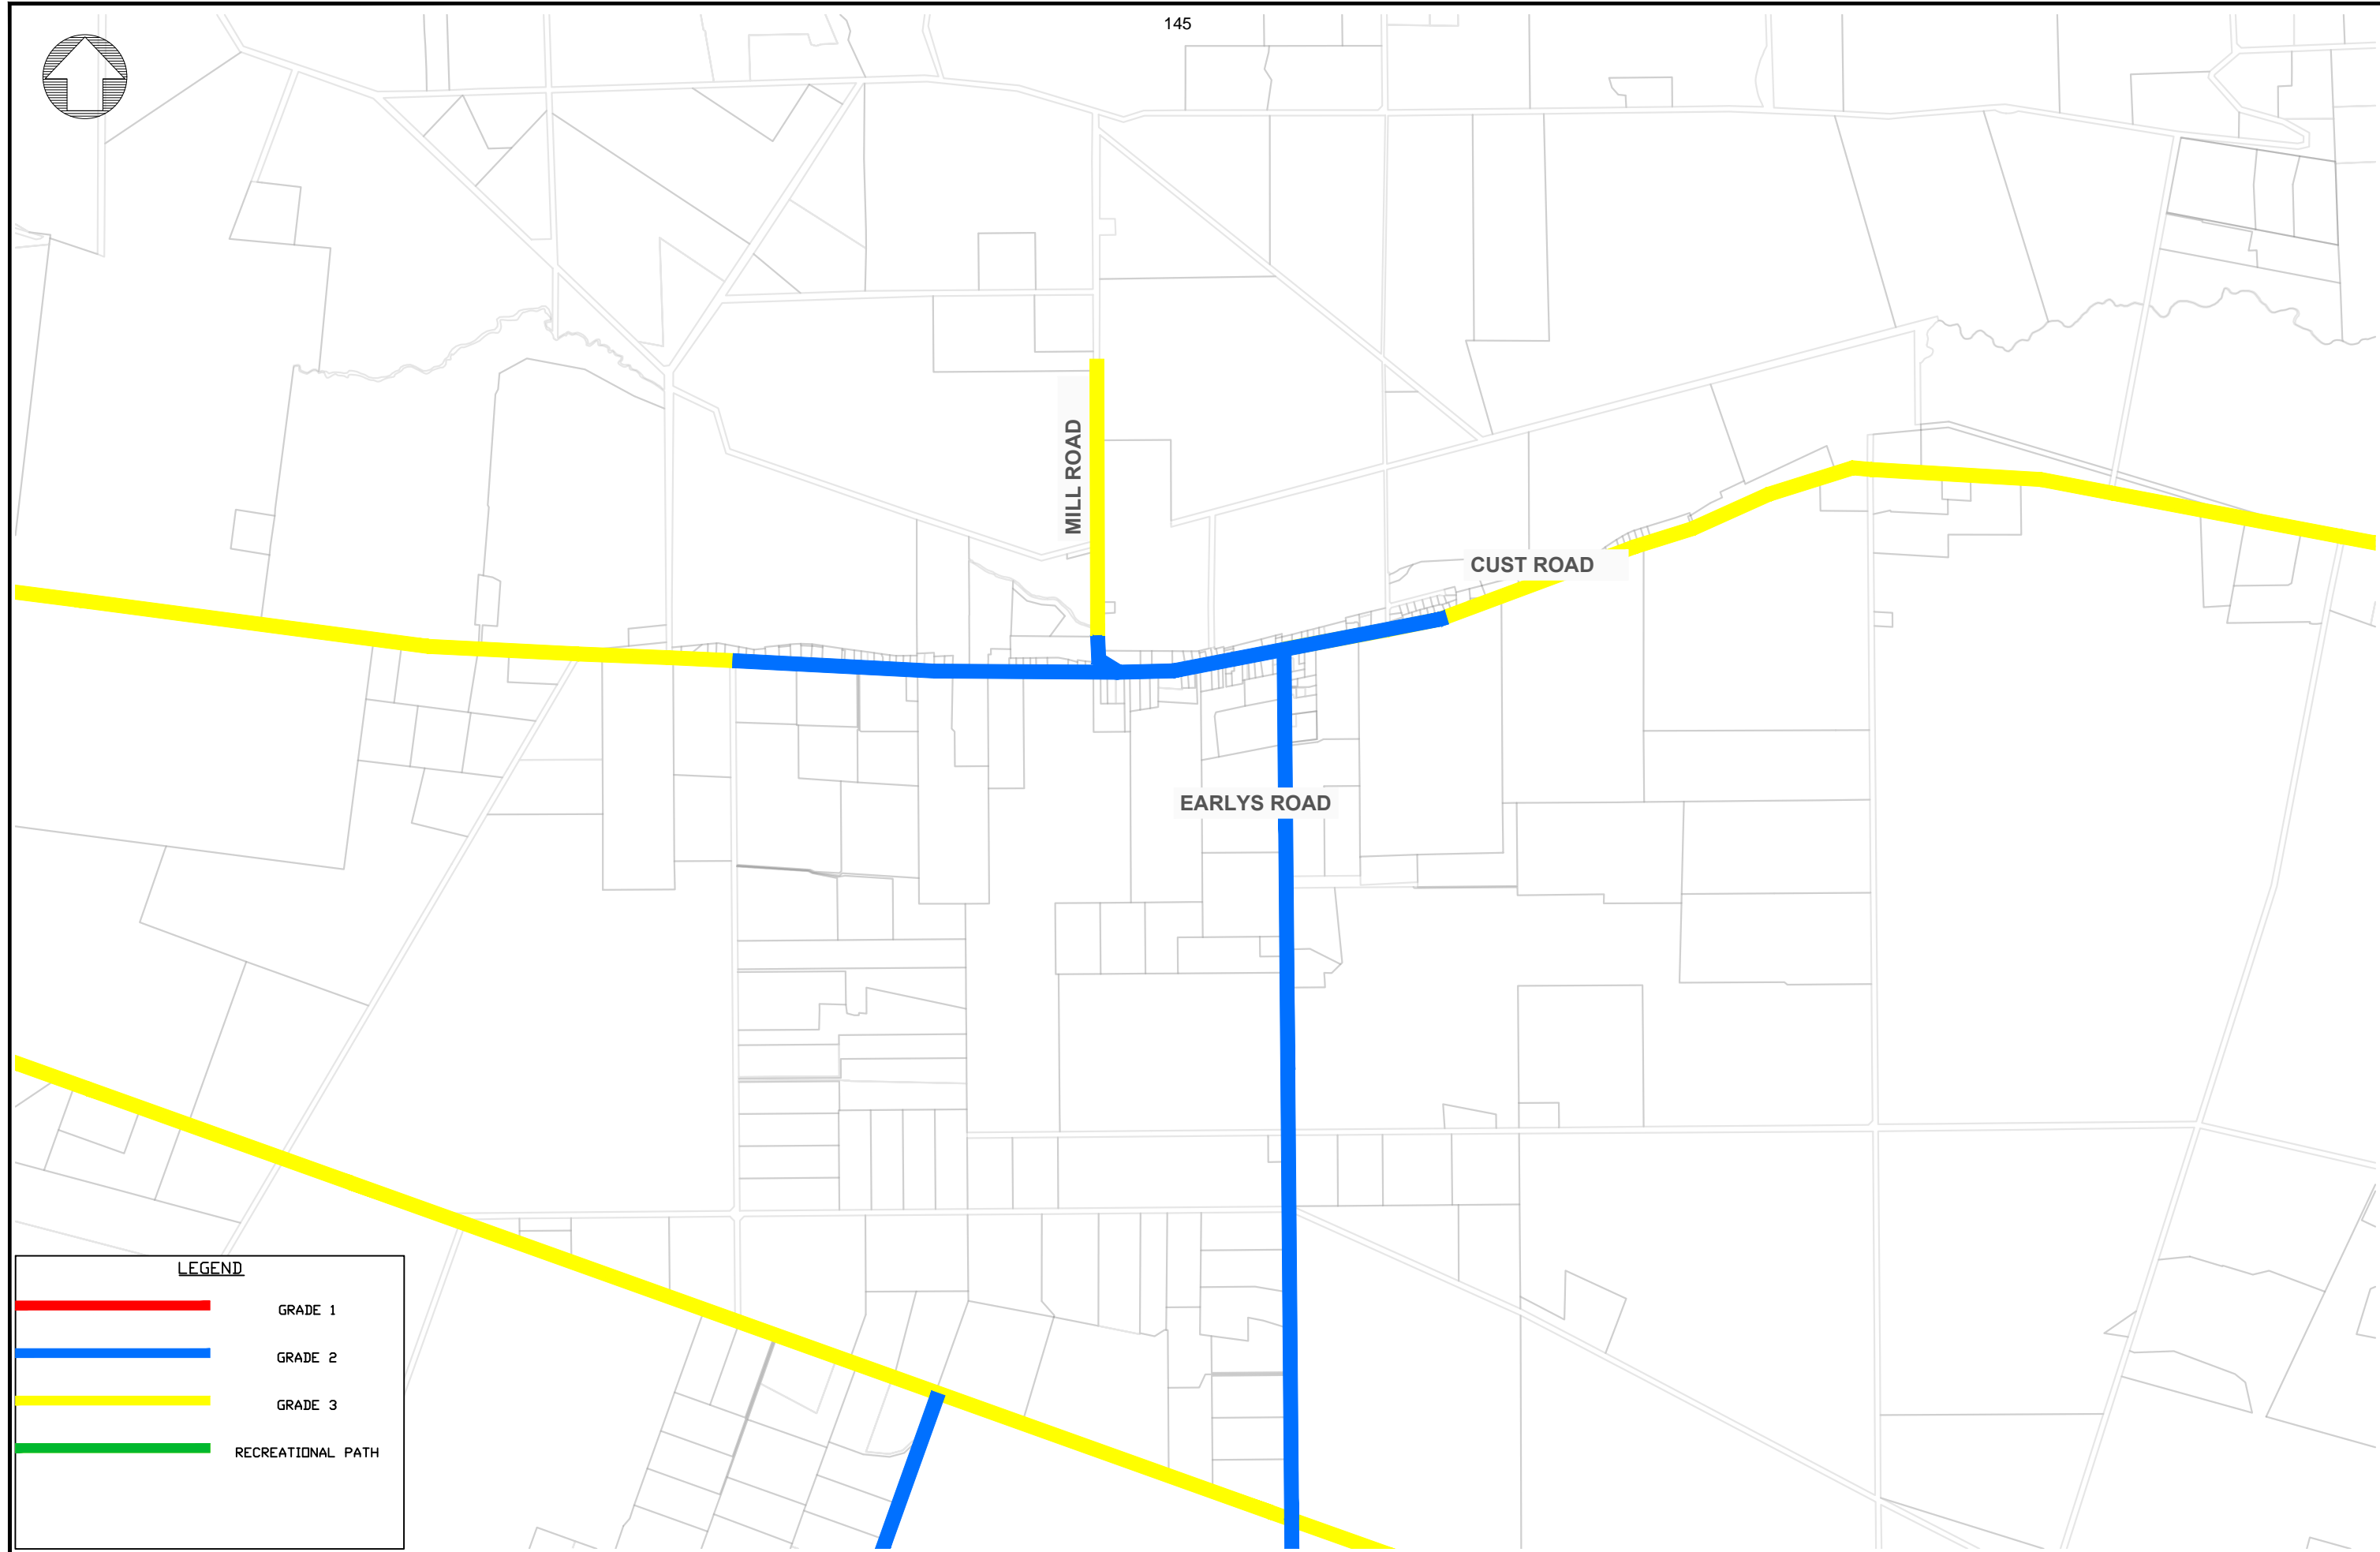 145
MILL ROAD
CUST ROAD
EARLYS ROAD
LEGEND
GRADE 1
GRADE 2
GRADE 3
RECREATIONAL PATH